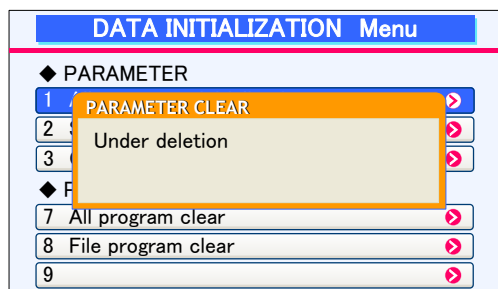 DATA INITIALIZATION Menu
◆ PARAMETER
1
PARAMETER CLEAR
2
Under deletion
3
◆
7 All program clear
8 File program clear
9